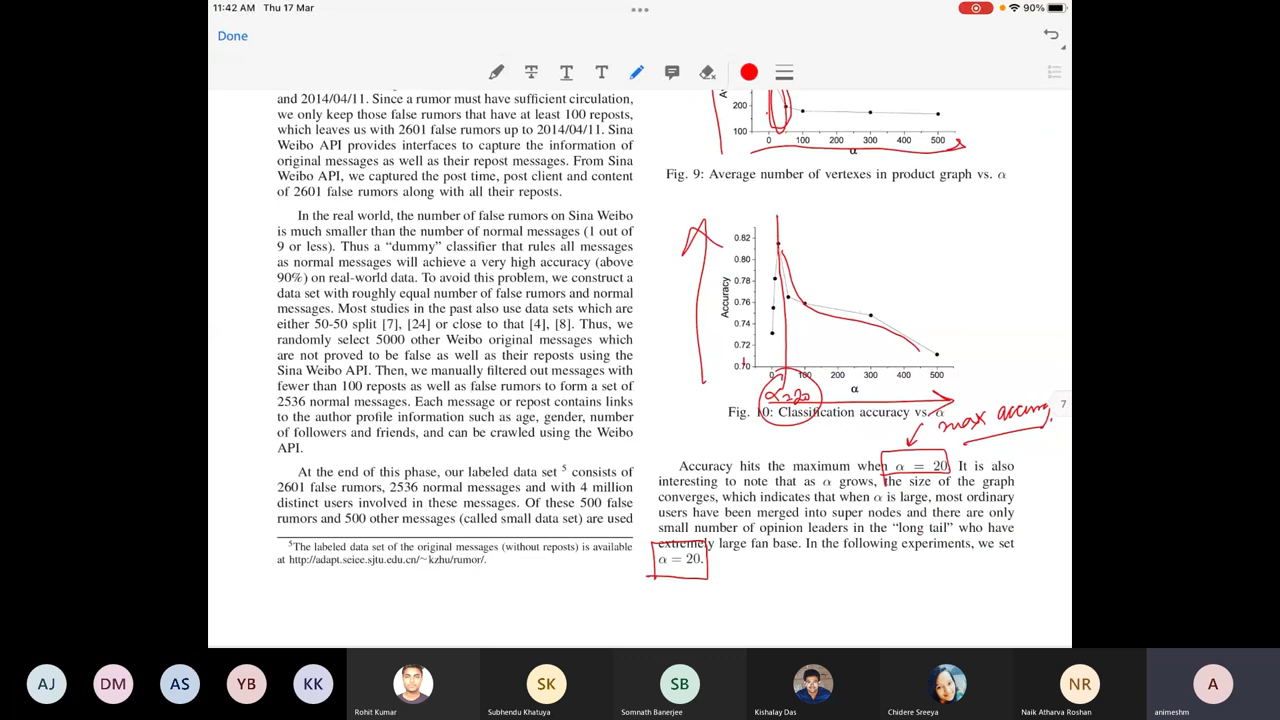 11:42 AM Thu 17 Mar
90%
Done
and 2014/04/11. Since a rumor must have sufficient circulation,
we only keep those false rumors that have at least 100 reposts,
which leaves us with 2601 false rumors up to 2014/04/11. Sina
Weibo API provides interfaces to capture the information of
original messages as well as their repost messages. From Sina
Weibo API, we captured the post time, post client and content
of 2601 false rumors along with all their reposts.
In the real world, the number of false rumors on Sina Weibo
is much smaller than the number of normal messages (1 out of
9 or less). Thus a “dummy” classifier that rules all messages
as normal messages will achieve a very high accuracy (above
90%) on real-world data. To avoid this problem, we construct a
data set with roughly equal number of false rumors and normal
messages. Most studies in the past also use data sets which are
either 50-50 split [7], [24] or close to that [4], [8]. Thus, we
randomly select 5000 other Weibo original messages which
are not proved to be false as well as their reposts using the
Sina Weibo API. Then, we manually filtered out messages with
fewer than 100 reposts as well as false rumors to form a set of
2536 normal messages. Each message or repost contains links
to the author profile information such as age, gender, number
of followers and friends, and can be crawled using the Weibo
API.
At the end of this phase, our labeled data set 5 consists of
2601 false rumors, 2536 normal messages and with 4 million
distinct users involved in these messages. Of these 500 false
rumors and 500 other messages (called small data set) are used
5The labeled data set of the original messages (without reposts) is available
at http://adapt.seiee.sjtu.edu.cn/~kzhu/rumor/.
200
100
0 100 200 300 400 500
α
Fig. 9: Average number of vertexes in product graph vs. α
0.82
0.80
0.78
0.76
0.74
0.72
0.70
Accuracy
0 100 200 300 400 500
α
α=20
Fig. 10: Classification accuracy vs. α
7
max accuracy
Accuracy hits the maximum when α = 20. It is also
interesting to note that as α grows, the size of the graph
converges, which indicates that when α is large, most ordinary
users have been merged into super nodes and there are only
small number of opinion leaders in the “long tail” who have
extremely large fan base. In the following experiments, we set
α = 20.
AJ
DM
AS
YB
KK
SK
SB
NR
A
Rohit Kumar
Subhendu Khatuya
Somnath Banerjee
Kishalay Das
Chidere Sreeya
Naik Atharva Roshan
animeshm